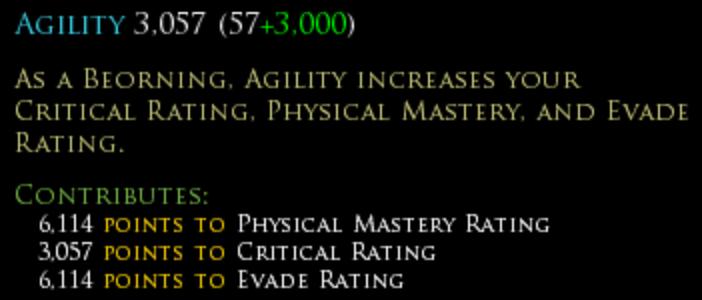 Agility 3,057 (57+3,000)
As a Beorning, Agility increases your
Critical Rating, Physical Mastery, and Evade
Rating.
Contributes:
6,114 points to Physical Mastery Rating
3,057 points to Critical Rating
6,114 points to Evade Rating